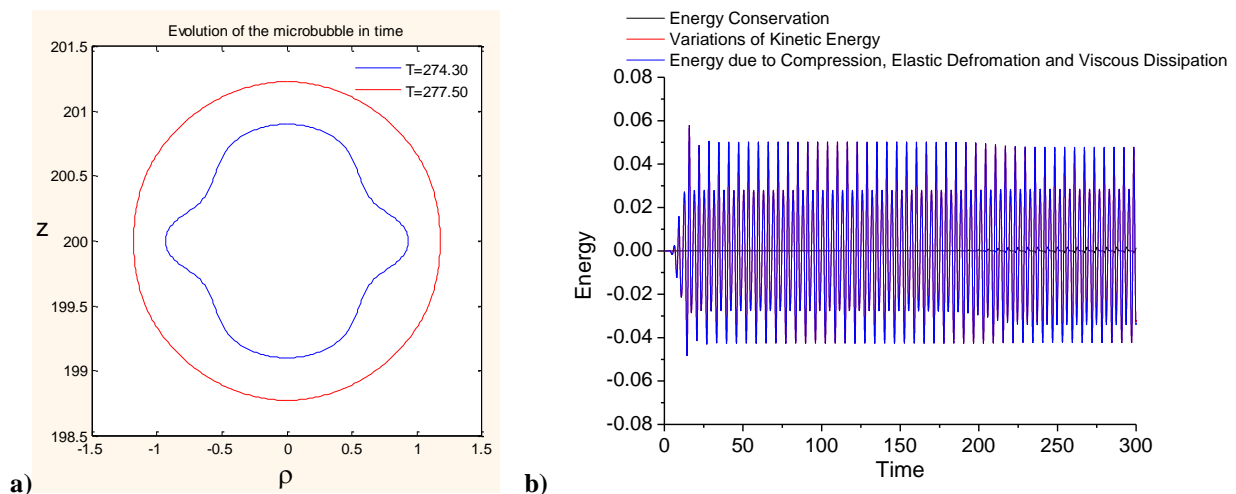 Evolution of the microbubble in time
201.5
201
200.5
200
199.5
199
198.5
z
T=274.30
T=277.50
-1.5
-1
-0.5
0
0.5
1
1.5
ρ
a)
Energy Conservation
Variations of Kinetic Energy
Energy due to Compression, Elastic Defromation and Viscous Dissipation
0.08
0.06
0.04
0.02
0.00
-0.02
-0.04
-0.06
-0.08
Energy
0
50
100
150
200
250
300
Time
b)